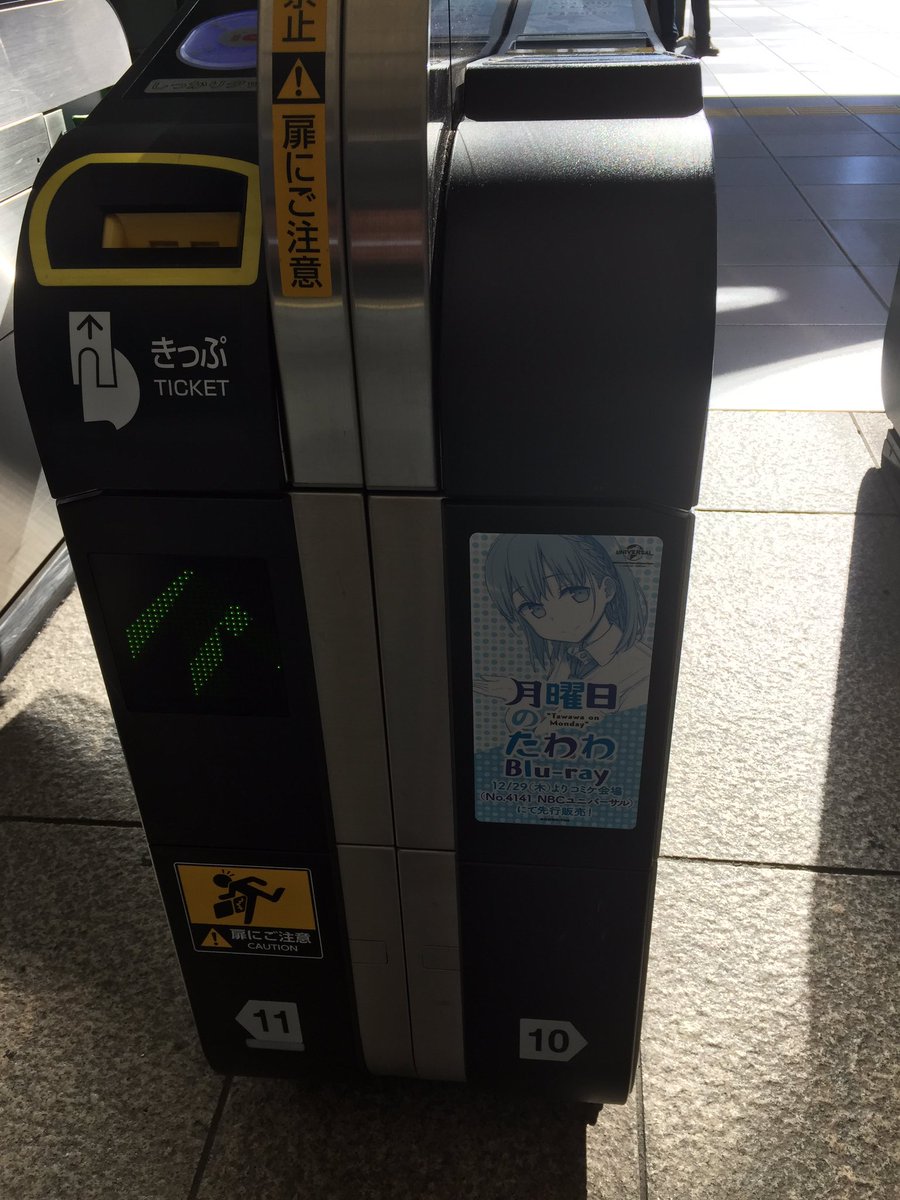 禁止
扉にご注意
きっぷ
TICKET
UNIVERSAL
月曜日
の
"Tawawa on
Monday"
たわわ
Blu-ray
12/29(木)よりコミケ会場
(No.4141 NBCユニバーサル)
にて先行販売!
扉にご注意
CAUTION
11
10